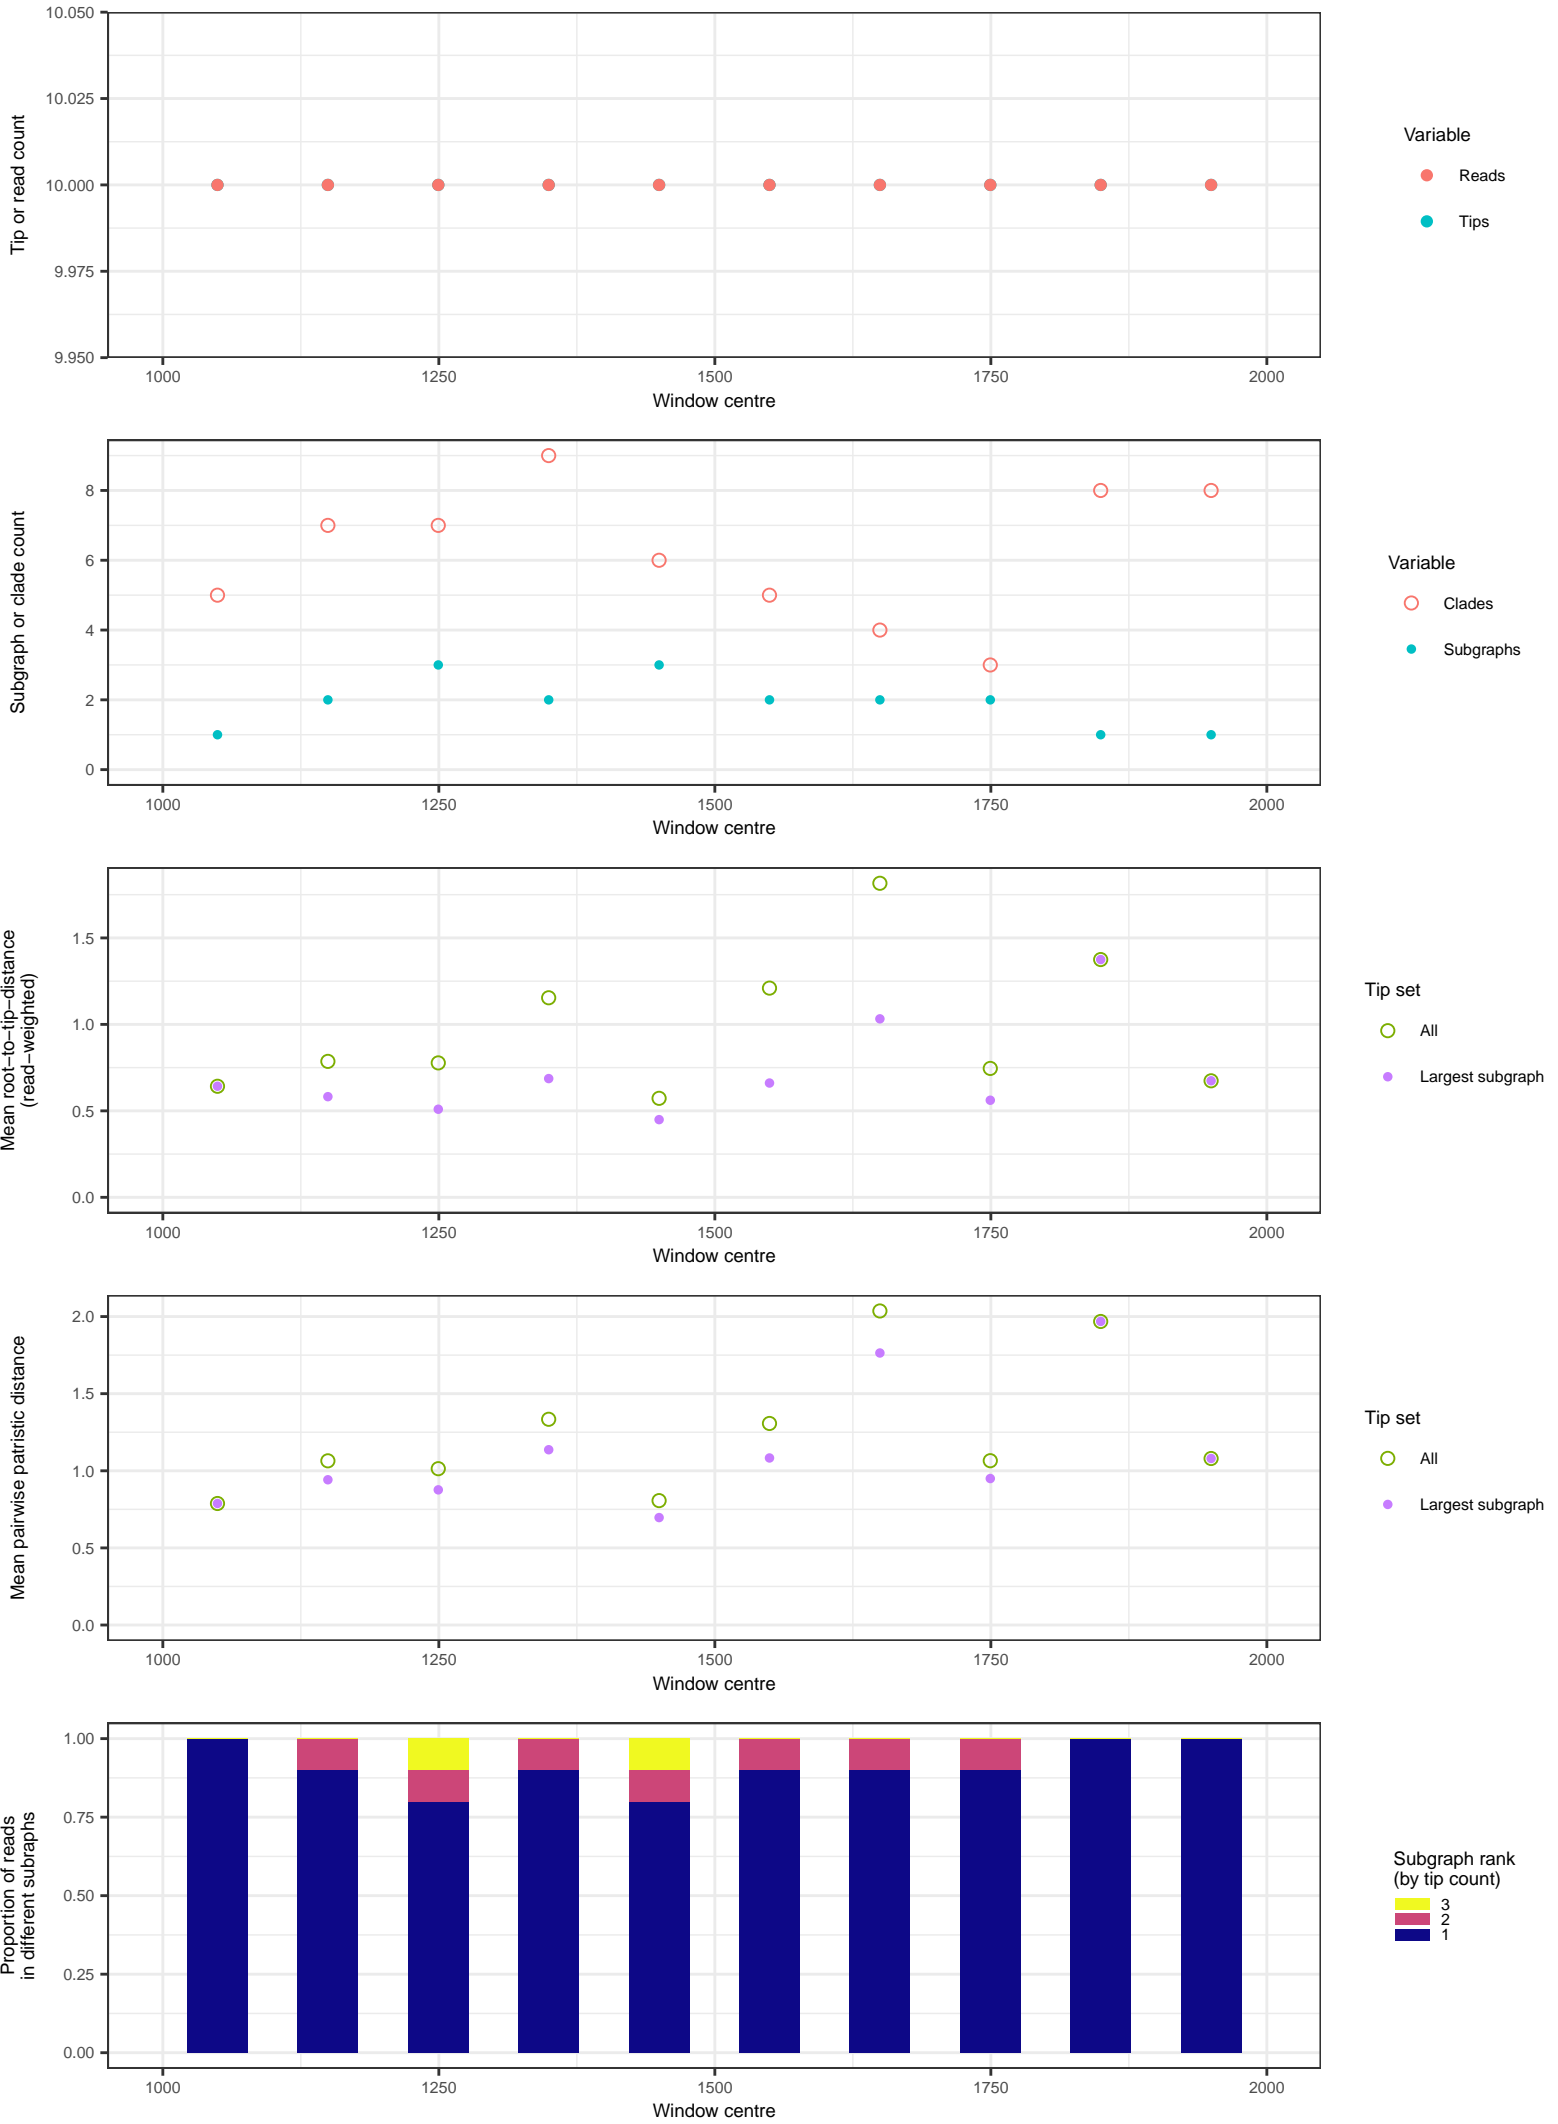 10.050
10.025
10.000
9.975
9.950
Tip or read count
1000 1250 1500 1750 2000
Window centre
Variable
Reads
Tips
8
6
4
2
0
Subgraph or clade count
1000 1250 1500 1750 2000
Window centre
Variable
Clades
Subgraphs
1.5
1.0
0.5
0.0
Mean root−to−tip−distance
(read−weighted)
1000 1250 1500 1750 2000
Window centre
Tip set
All
Largest subgraph
2.0
1.5
1.0
0.5
0.0
Mean pairwise patristic distance
1000 1250 1500 1750 2000
Window centre
Tip set
All
Largest subgraph
1.00
0.75
0.50
0.25
0.00
Proportion of reads
in different subraphs
1000 1250 1500 1750 2000
Window centre
Subgraph rank
(by tip count)
3
2
1